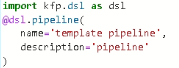 import kfp.dsl as dsl
@dsl.pipeline(
    name='template pipeline',
    description='pipeline'
)